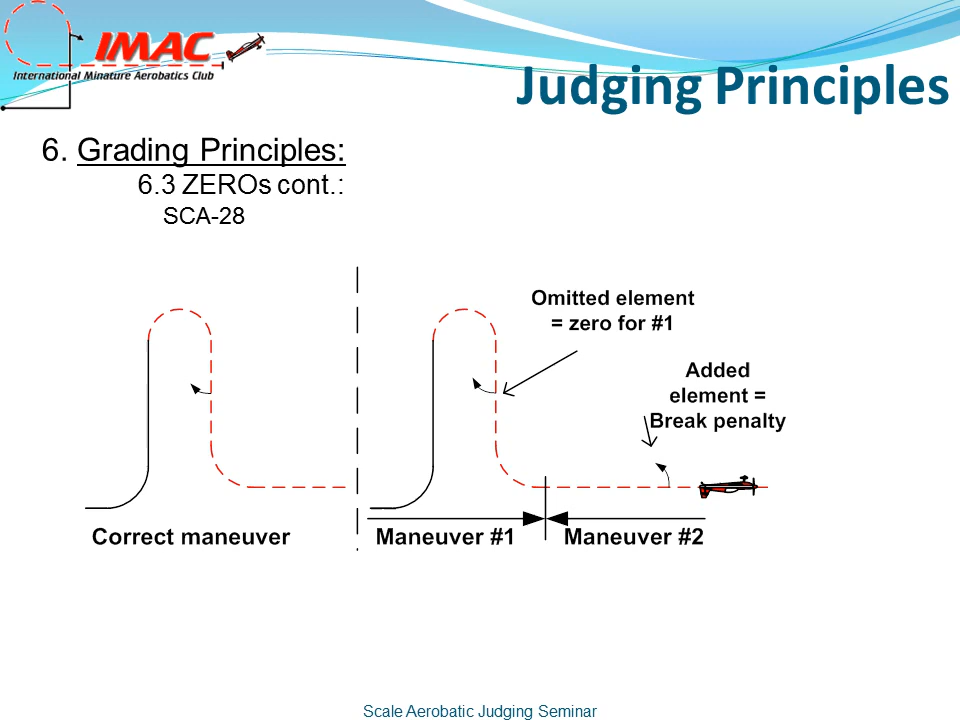 IMAC
International Minature Aerobatics Club
Judging Principles
6. Grading Principles:
6.3 ZEROs cont.:
SCA-28
Omitted element
= zero for #1
Added
element =
Break penalty
Correct maneuver
Maneuver #1
Maneuver #2
Scale Aerobatic Judging Seminar